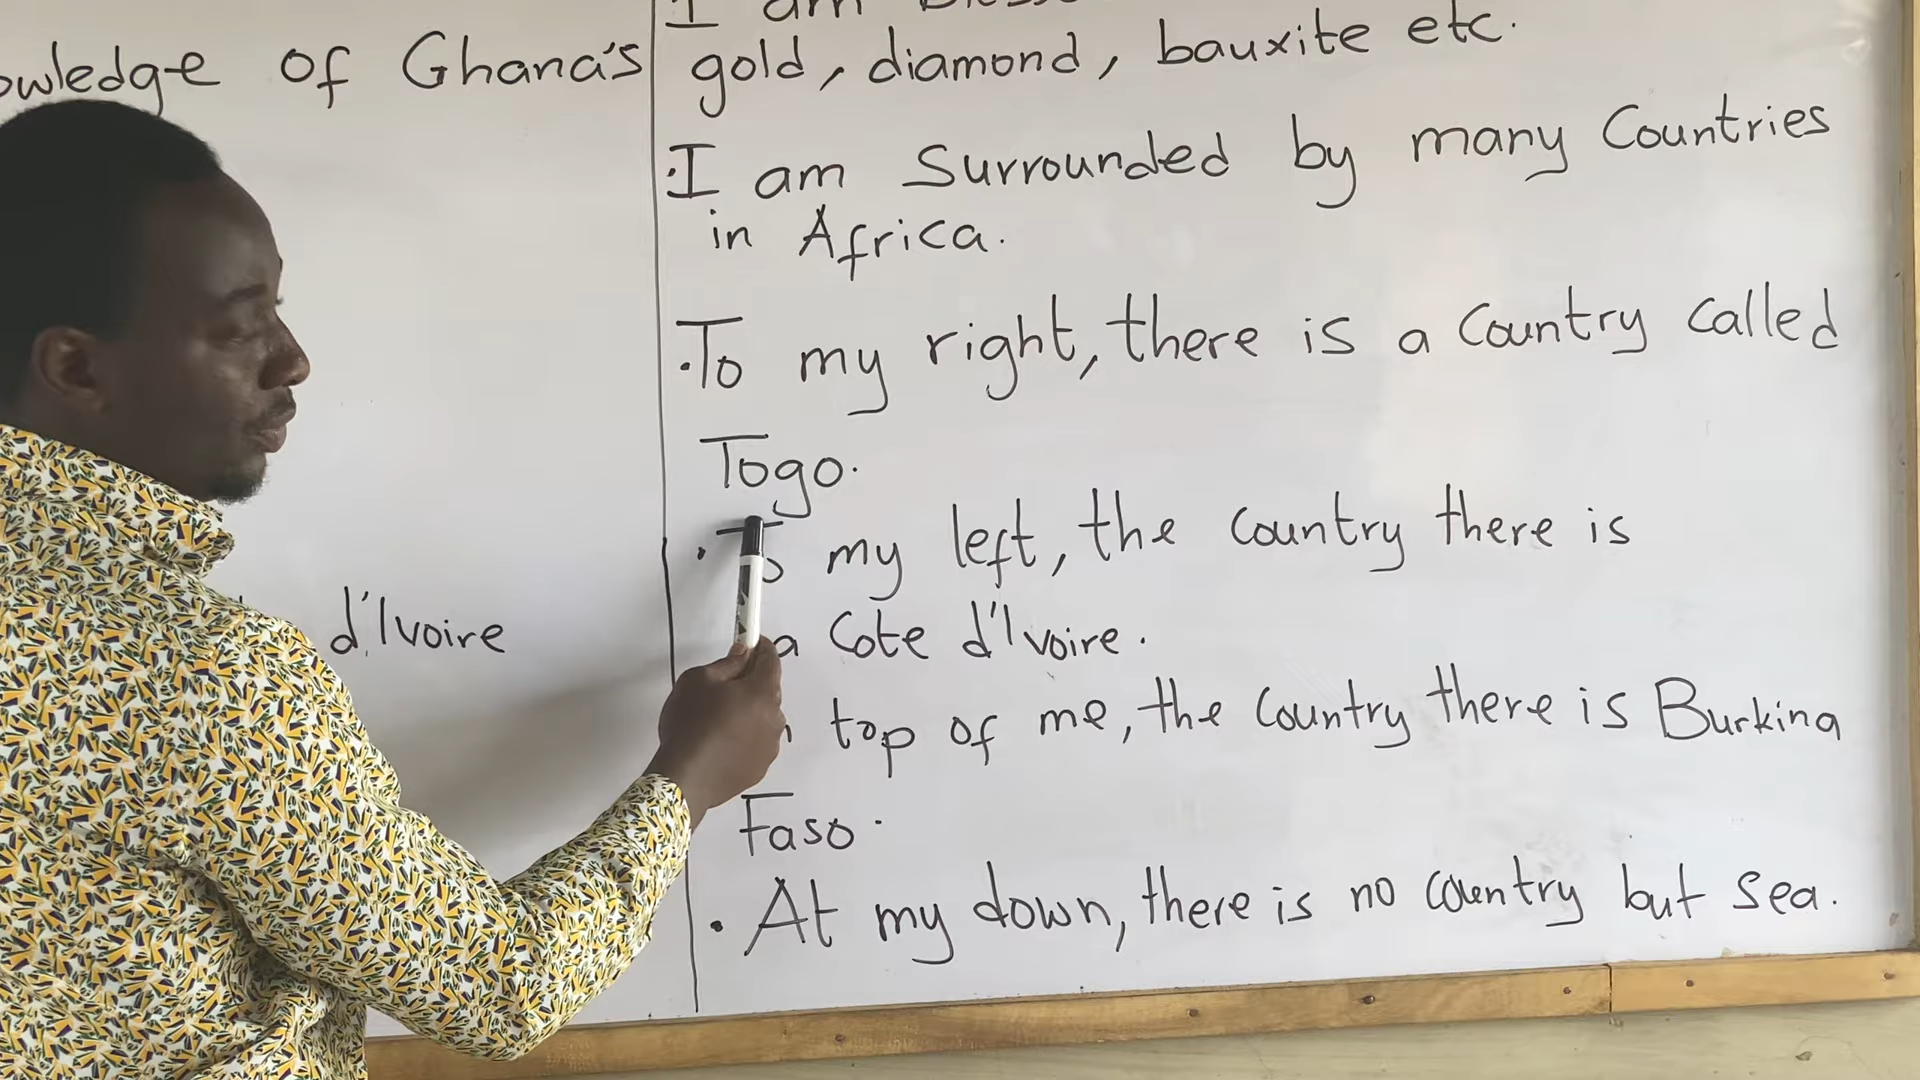 of Ghana's
d'Ivoire
I am
gold, diamond, bauxite etc.
·I am Surrounded by many Countries
in Africa.
·To my right, there is a Country called
Togo.
· my left, the Country there is
Cote d'Ivoire.
top of me, the Country there is Burkina
Faso.
· At my down, there is no country but sea.